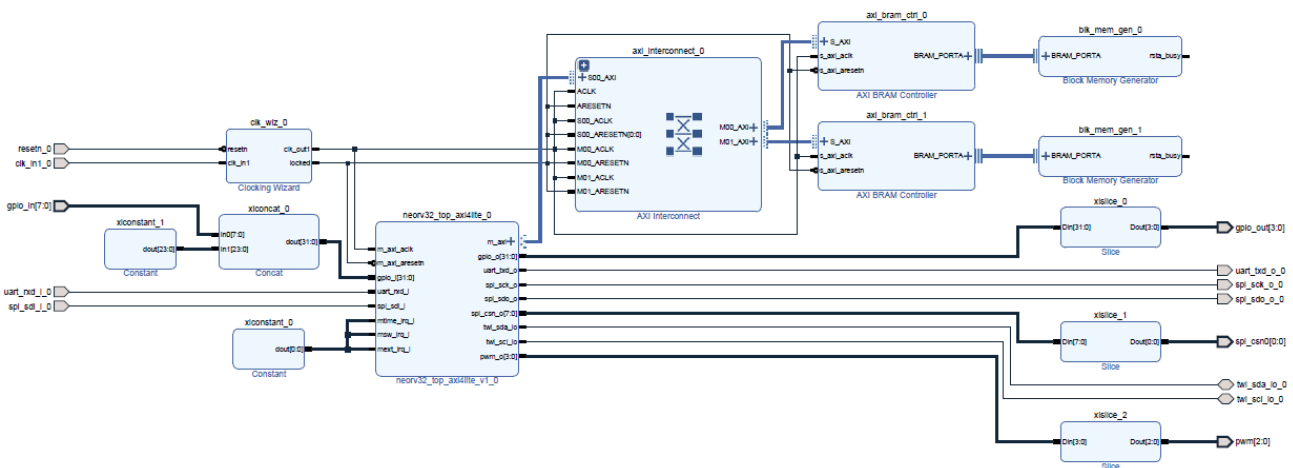 resetn_0
clk_in1_0
gpio_in[7:0]
uart_rxd_i_0
spi_sdi_i_0
clk_wiz_0
resetn
clk_in1
clk_out1
locked
Clocking Wizard
xlconstant_1
dout[23:0]
Constant
xlconcat_0
In0[7:0]
In1[23:0]
dout[31:0]
Concat
xlconstant_0
dout[0:0]
Constant
neorv32_top_axi4lite_0
m_axi_aclk
m_axi_aresetn
gpio_i[31:0]
uart_rxd_i
spi_sdi_i
mtime_irq_i
msw_irq_i
mext_irq_i
m_axi
gpio_o[31:0]
uart_txd_o
spi_sck_o
spi_sdo_o
spi_csn_o[7:0]
twi_sda_io
twi_scl_io
pwm_o[3:0]
neorv32_top_axi4lite_v1_0
axi_interconnect_0
S00_AXI
ACLK
ARESETN
S00_ACLK
S00_ARESETN[0:0]
M00_ACLK
M00_ARESETN
M01_ACLK
M01_ARESETN
M00_AXI
M01_AXI
AXI Interconnect
axi_bram_ctrl_0
S_AXI
s_axi_aclk
s_axi_aresetn
BRAM_PORTA
AXI BRAM Controller
blk_mem_gen_0
BRAM_PORTA
rsta_busy
Block Memory Generator
axi_bram_ctrl_1
S_AXI
s_axi_aclk
s_axi_aresetn
BRAM_PORTA
AXI BRAM Controller
blk_mem_gen_1
BRAM_PORTA
rsta_busy
Block Memory Generator
xlslice_0
Din[31:0]
Dout[3:0]
Slice
xlslice_1
Din[7:0]
Dout[0:0]
Slice
xlslice_2
Din[3:0]
Dout[2:0]
Slice
gpio_out[3:0]
uart_txd_o_0
spi_sck_o_0
spi_sdo_o_0
spi_csn0[0:0]
twi_sda_io_0
twi_scl_io_0
pwm[2:0]